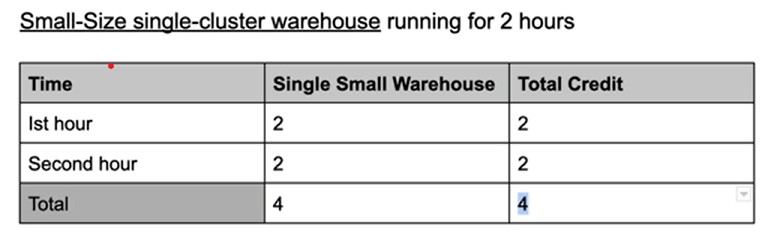 Small-Size single-cluster warehouse running for 2 hours
Time Single Small Warehouse Total Credit
Ist hour 2 2
Second hour 2 2
Total 4 4